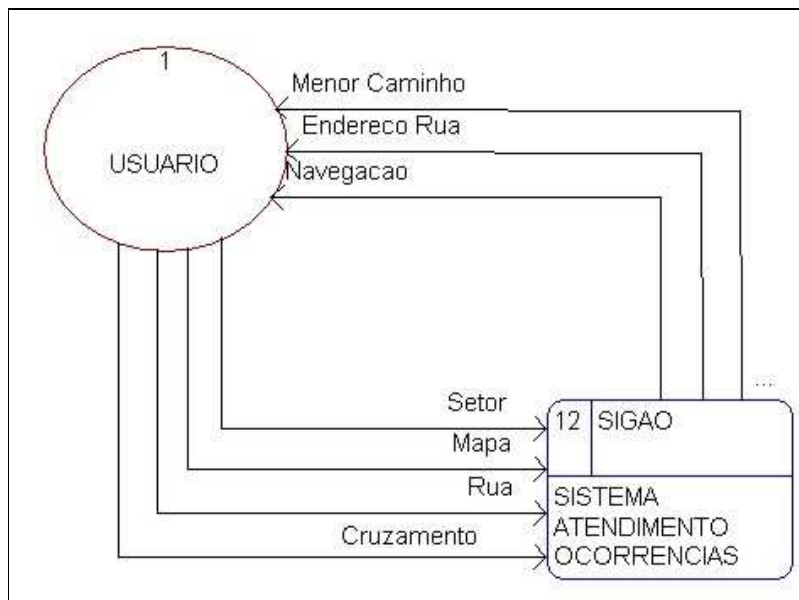 1
Menor Caminho
Endereco Rua
USUARIO
Navegacao
...
Setor
12
SIGAO
Mapa
Rua
SISTEMA
ATENDIMENTO
Cruzamento
OCORRENCIAS